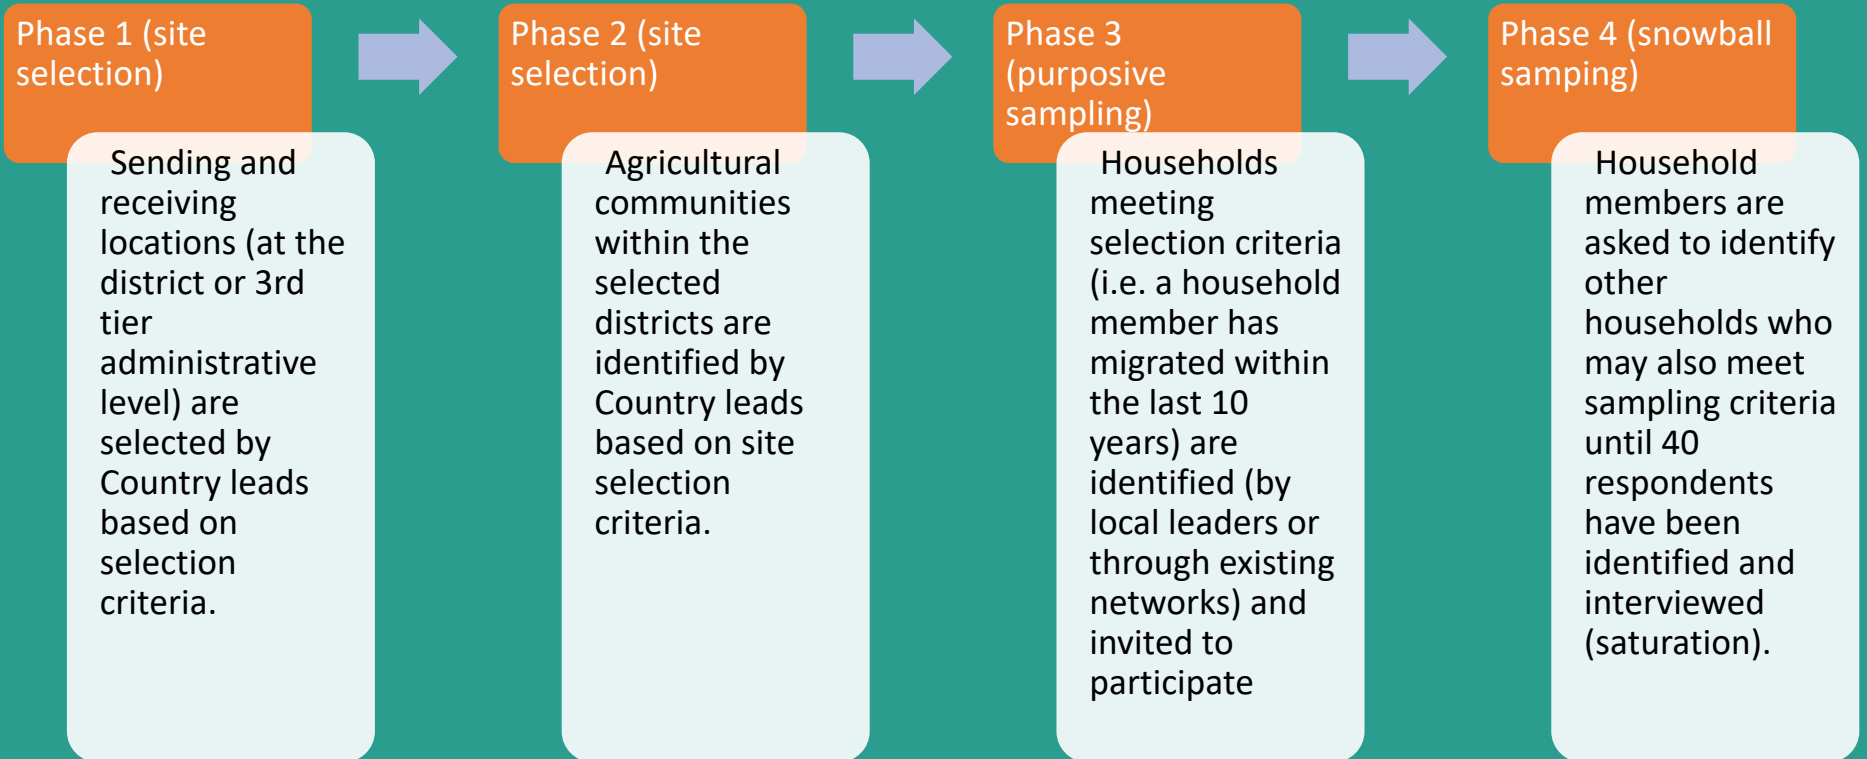 Phase 1 (site
selection)
Sending and
receiving
locations (at the
district or 3rd
tier
administrative
level) are
selected by
Country leads
based on
selection
criteria.
Phase 2 (site
selection)
Agricultural
communities
within the
selected
districts are
identified by
Country leads
based on site
selection
criteria.
Phase 3
(purposive
sampling)
Households
meeting
selection criteria
(i.e. a household
member has
migrated within
the last 10
years) are
identified (by
local leaders or
through existing
networks) and
invited to
participate
Phase 4 (snowball
samping)
Household
members are
asked to identify
other
households who
may also meet
sampling criteria
until 40
respondents
have been
identified and
interviewed
(saturation).